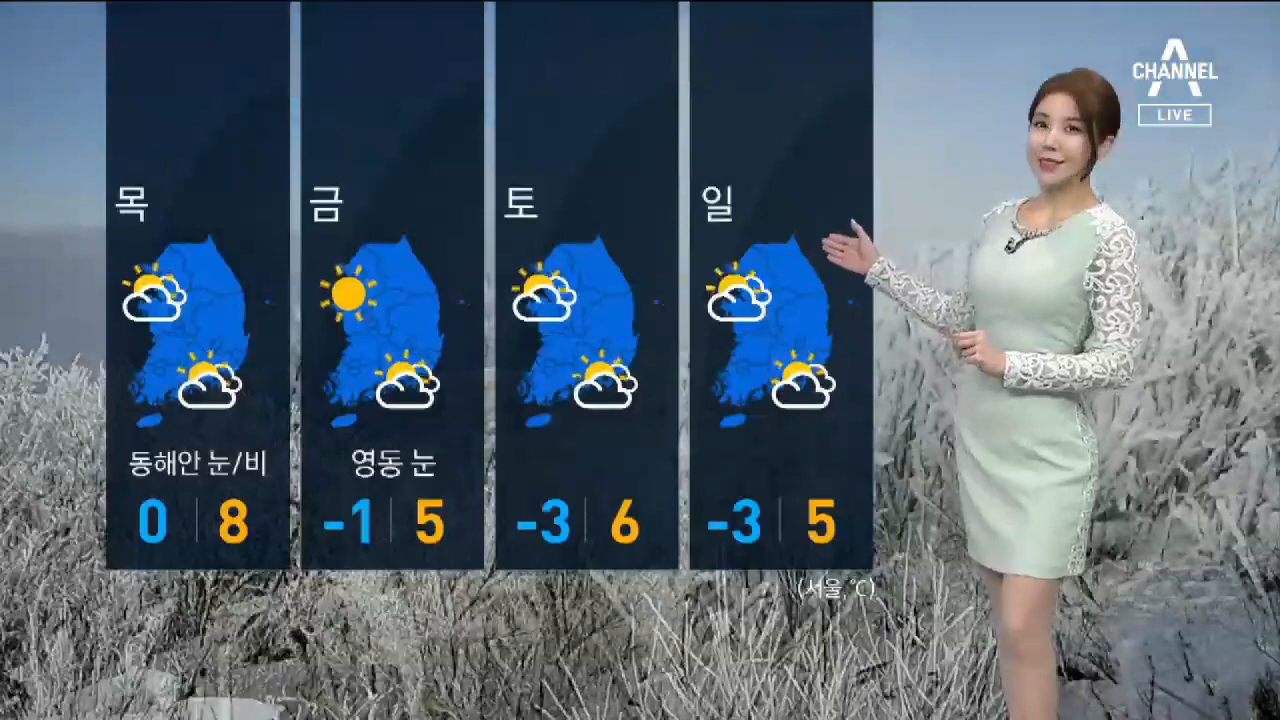 CHANNEL A
LIVE
목
금
토
일
동해안 눈/비
영동 눈
0 8
-1 5
-3 6
-3 5
(서울, ℃)